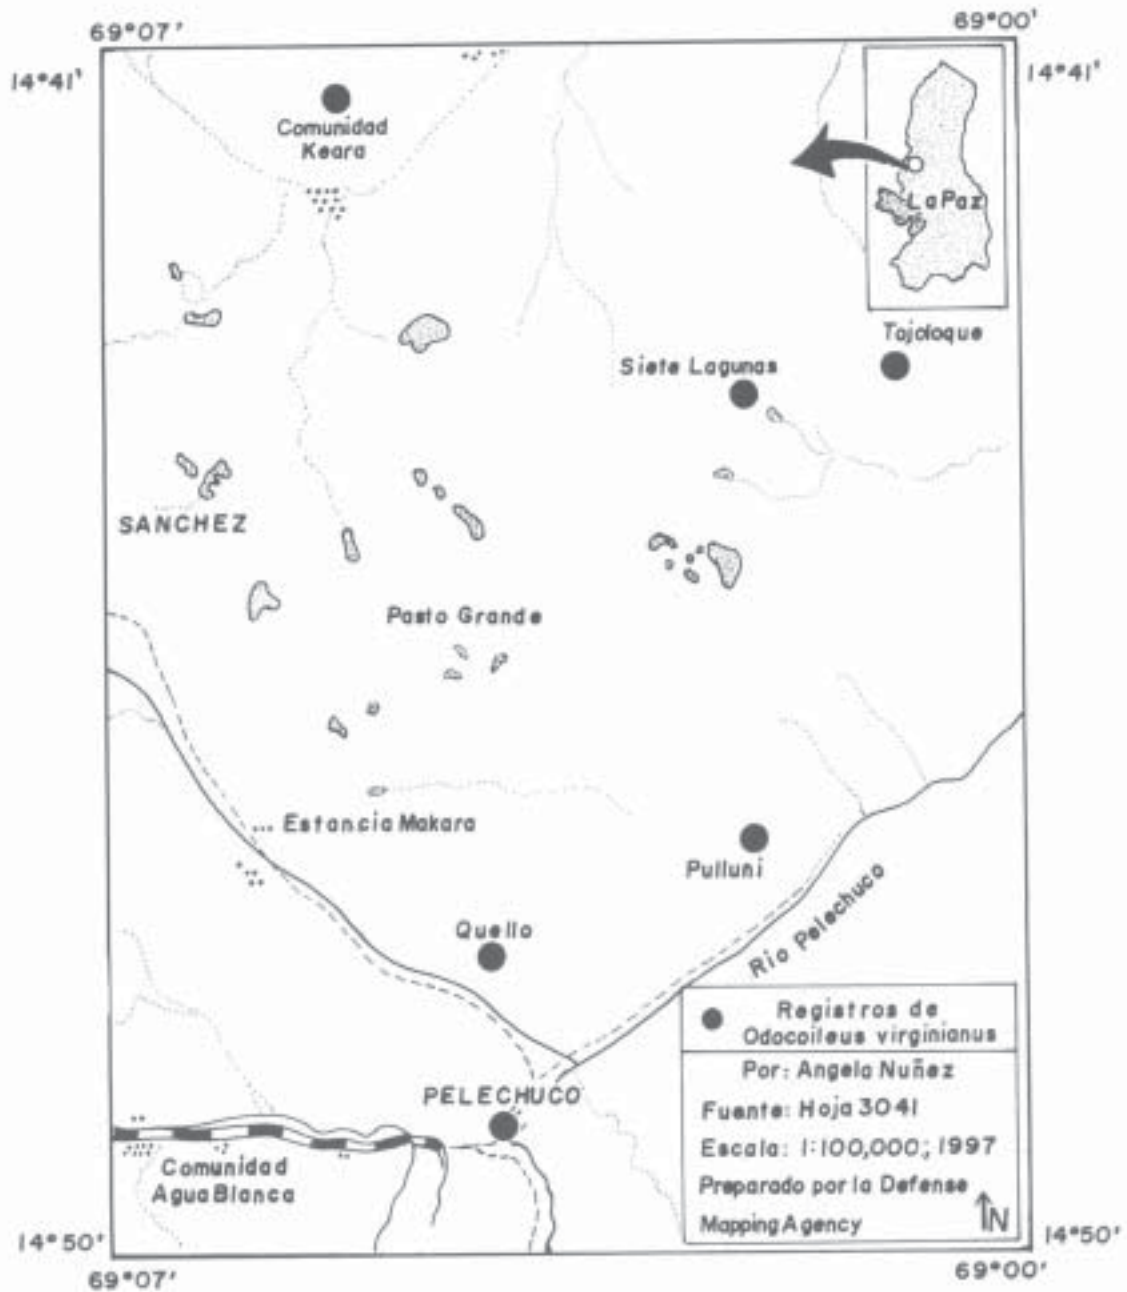 69°07'
69°00'
14°41'
14°41'
Comunidad
Keara
La Paz
Tojoloque
Siete Lagunas
SANCHEZ
Pasto Grande
Estancia Makara
Pulluni
Quello
Río Pelechuco
Registros de
Odocoileus virginianus
Por: Angela Nuñez
Fuente: Hoja 3041
Escala: 1:100,000; 1997
Preparado por la Defense
Mapping Agency
N
PELECHUCO
Comunidad
Agua Blanca
14°50'
14°50'
69°07'
69°00'